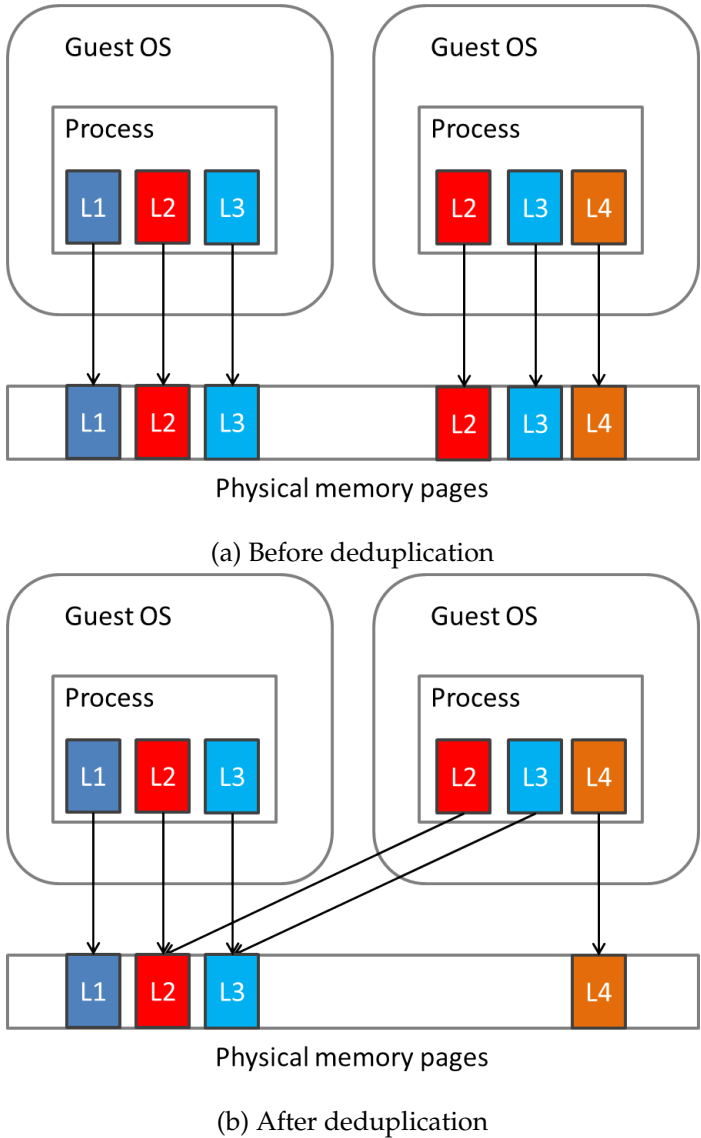 Guest OS Guest OS
Process Process
L1 L2 L3 L2 L3 L4
L1 L2 L3 L2 L3 L4
Physical memory pages
(a) Before deduplication
Guest OS Guest OS
Process Process
L1 L2 L3 L2 L3 L4
L1 L2 L3 L4
Physical memory pages
(b) After deduplication